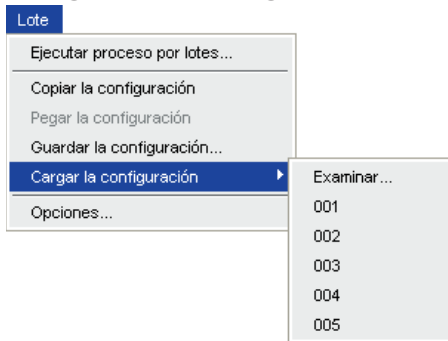 Lote
Ejecutar proceso por lotes...
Copiar la configuración
Pegar la configuración
Guardar la configuración...
Cargar la configuración
Opciones...
Examinar...
001
002
003
004
005